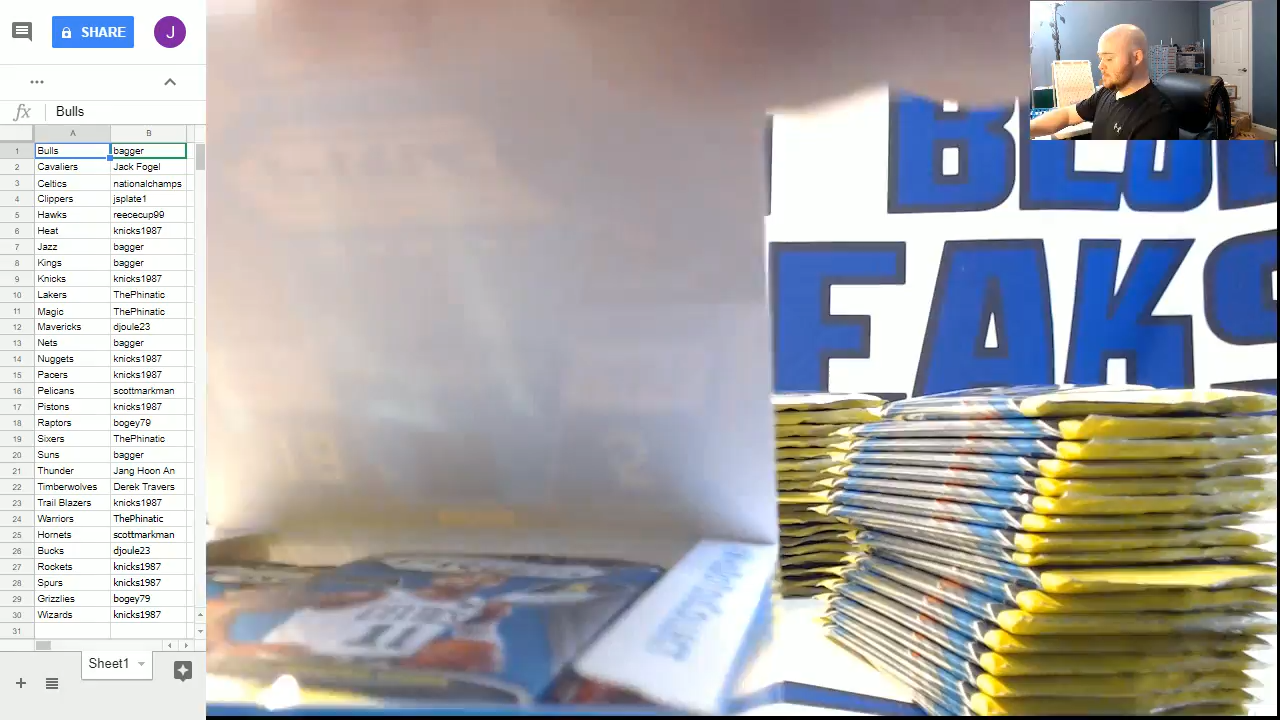 SHARE
J
...
fx Bulls
A B
1 Bulls bagger
2 Cavaliers Jack Fogel
3 Celtics nationalchamps
4 Clippers jsplate1
5 Hawks reececup99
6 Heat knicks1987
7 Jazz bagger
8 Kings bagger
9 Knicks knicks1987
10 Lakers ThePhinatic
11 Magic ThePhinatic
12 Mavericks djoule23
13 Nets bagger
14 Nuggets knicks1987
15 Pacers knicks1987
16 Pelicans scottmarkman
17 Pistons knicks1987
18 Raptors bogey79
19 Sixers ThePhinatic
20 Suns bagger
21 Thunder Jang Hoon An
22 Timberwolves Derek Travers
23 Trail Blazers knicks1987
24 Warriors ThePhinatic
25 Hornets scottmarkman
26 Bucks djoule23
27 Rockets knicks1987
28 Spurs knicks1987
29 Grizzlies bogey79
30 Wizards knicks1987
31
Sheet1